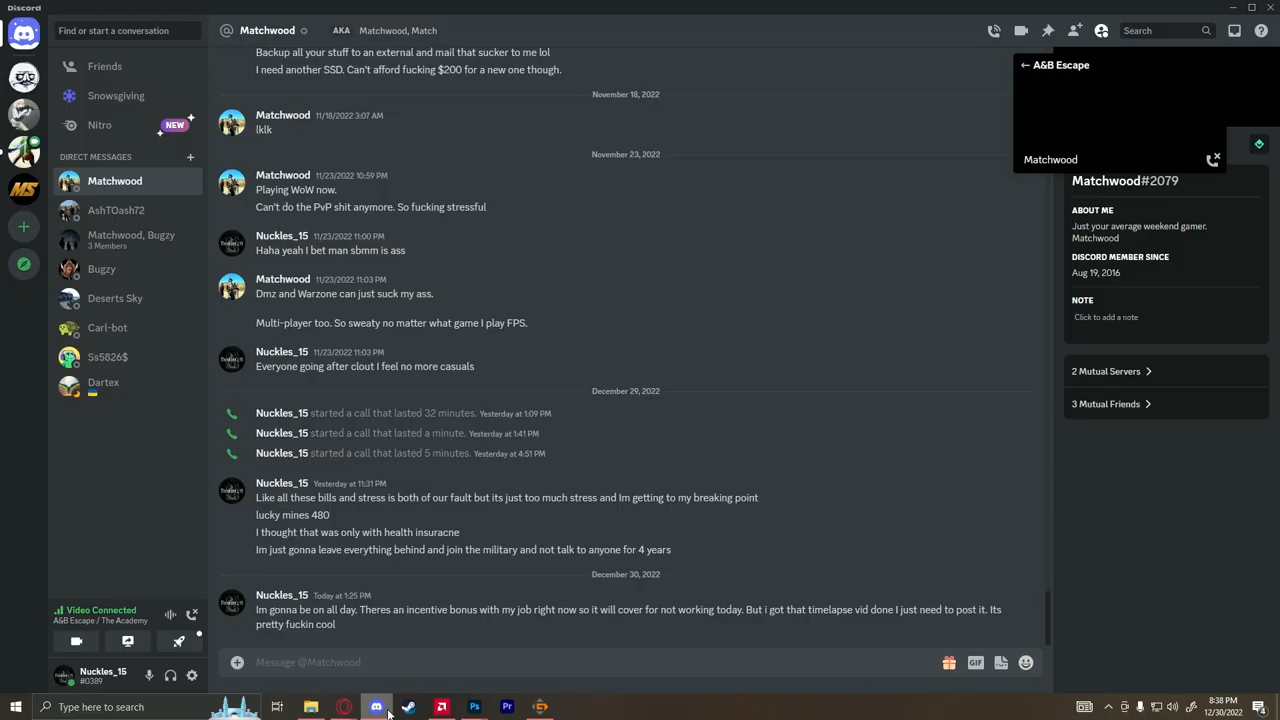 Discord
Find or start a conversation
Matchwood
AKA Matchwood, Match
Search
Friends
Snowsgiving
Nitro
NEW
DIRECT MESSAGES
Matchwood
AshTOash72
Matchwood, Bugzy
3 Members
Bugzy
Deserts Sky
Carl-bot
Ss5826$
Dartex
MS
Video Connected
A&B Escape / The Academy
Nuckles_15
#0389
Backup all your stuff to an external and mail that sucker to me lol
I need another SSD. Can't afford fucking $200 for a new one though.
November 18, 2022
Matchwood 11/18/2022 3:07 AM
lklk
November 23, 2022
Matchwood 11/23/2022 10:59 PM
Playing WoW now.
Can't do the PvP shit anymore. So fucking stressful
Nuckles_15 11/23/2022 11:00 PM
Haha yeah I bet man sbmm is ass
Matchwood 11/23/2022 11:03 PM
Dmz and Warzone can just suck my ass.
Multi-player too. So sweaty no matter what game I play FPS.
Nuckles_15 11/23/2022 11:03 PM
Everyone going after clout I feel no more casuals
December 29, 2022
Nuckles_15 started a call that lasted 32 minutes. Yesterday at 1:09 PM
Nuckles_15 started a call that lasted a minute. Yesterday at 1:41 PM
Nuckles_15 started a call that lasted 5 minutes. Yesterday at 4:51 PM
Nuckles_15 Yesterday at 11:31 PM
Like all these bills and stress is both of our fault but its just too much stress and Im getting to my breaking point
lucky mines 480
I thought that was only with health insuracne
Im just gonna leave everything behind and join the military and not talk to anyone for 4 years
December 30, 2022
Nuckles_15 Today at 1:25 PM
Im gonna be on all day. Theres an incentive bonus with my job right now so it will cover for not working today. But i got that timelapse vid done I just need to post it. Its
pretty fuckin cool
Message @Matchwood
GIF
A&B Escape
Matchwood
Matchwood#2079
ABOUT ME
Just your average weekend gamer.
Matchwood
DISCORD MEMBER SINCE
Aug 19, 2016
NOTE
Click to add a note
2 Mutual Servers
3 Mutual Friends
Type here to search
Ps
Pr
8:38 PM
12/30/2022